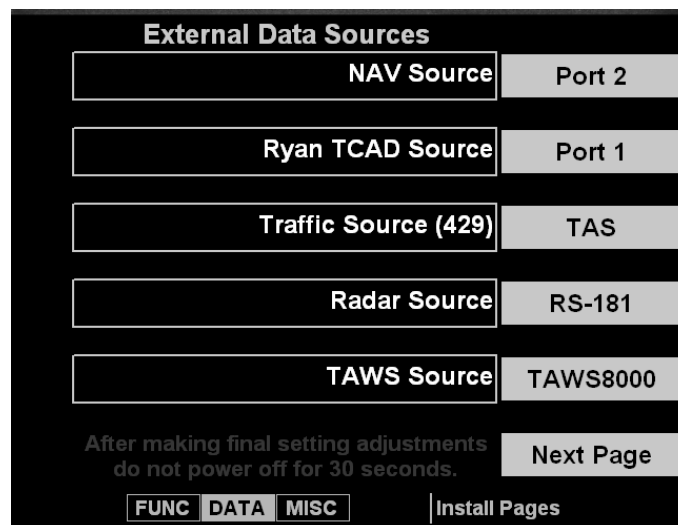 External Data Sources
NAV Source Port 2
Ryan TCAD Source Port 1
Traffic Source (429) TAS
Radar Source RS-181
TAWS Source TAWS8000
After making final setting adjustments
do not power off for 30 seconds.
Next Page
FUNC DATA MISC Install Pages